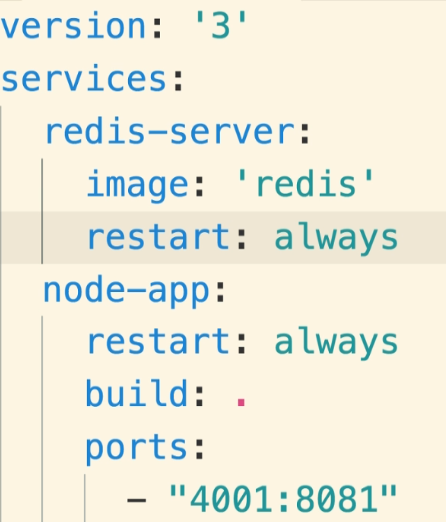 version: '3'
services:
  redis-server:
    image: 'redis'
    restart: always
  node-app:
    restart: always
    build: .
    ports:
      - "4001:8081"